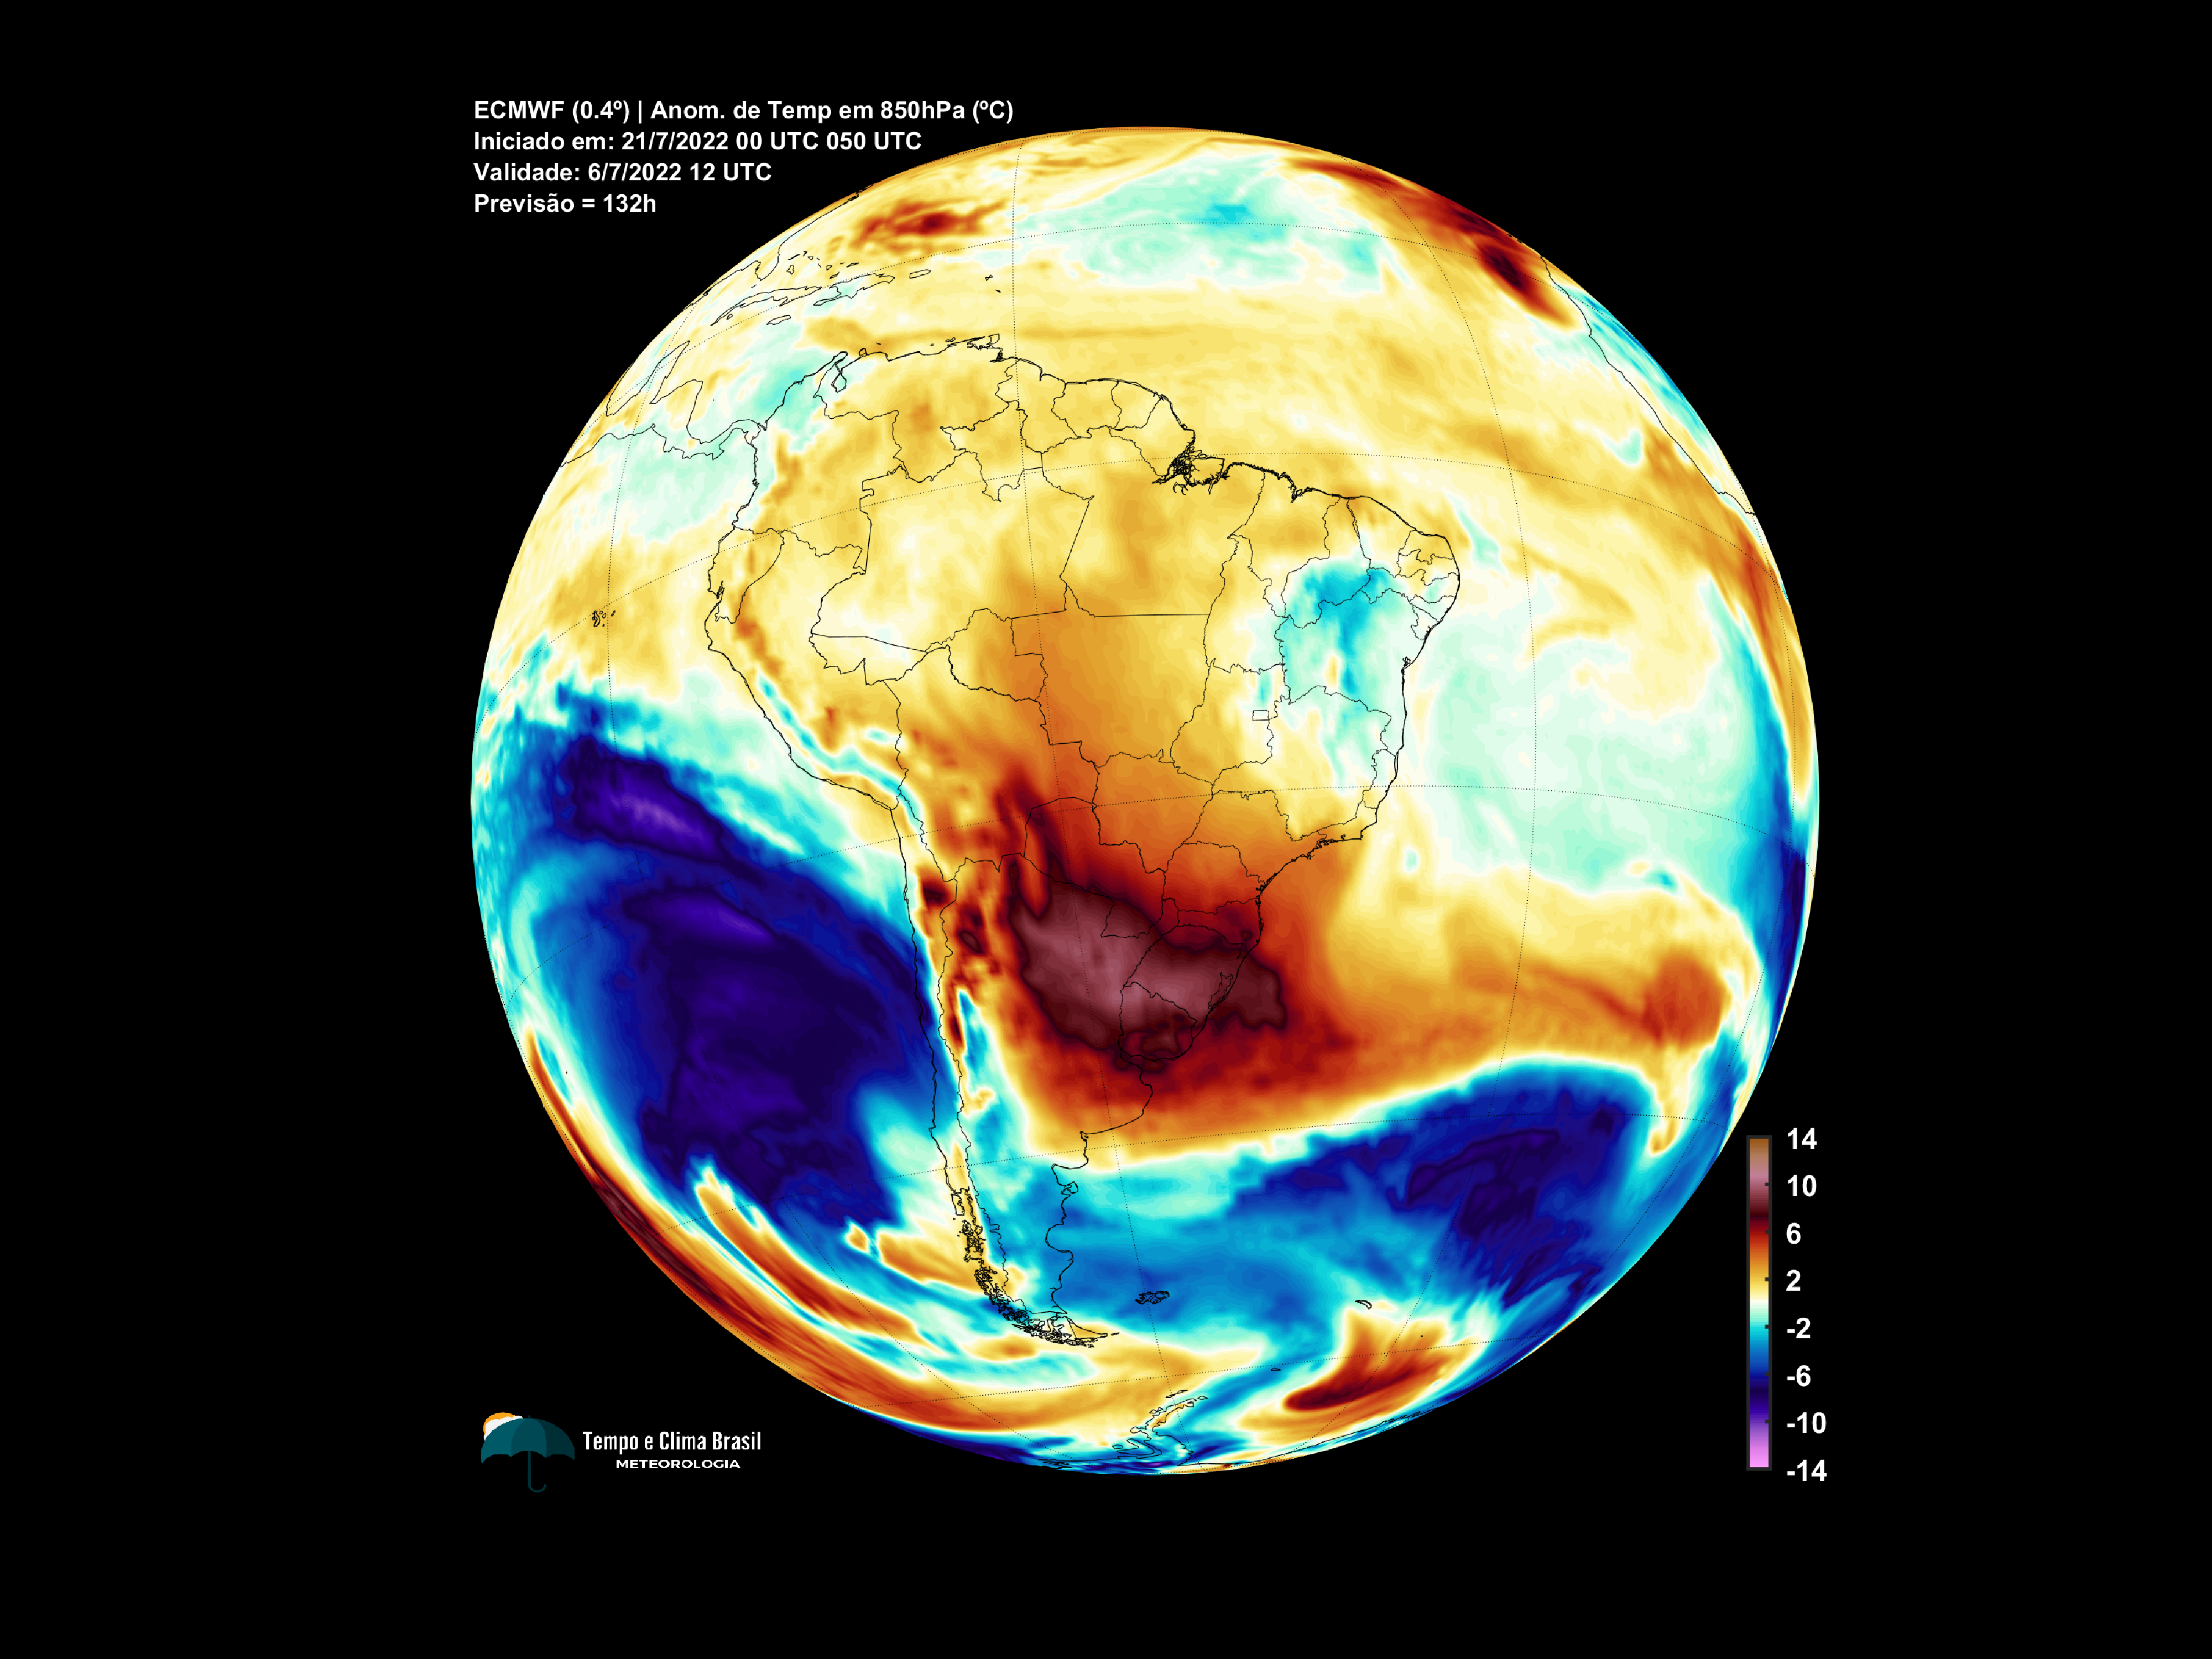 ECMWF (0.4º) | Anom. de Temp em 850hPa (ºC)
Iniciado em: 21/7/2022 00 UTC 050 UTC
Validade: 6/7/2022 12 UTC
Previsão = 132h
14
10
6
2
-2
-6
-10
-14
Tempo e Clima Brasil
METEOROLOGIA